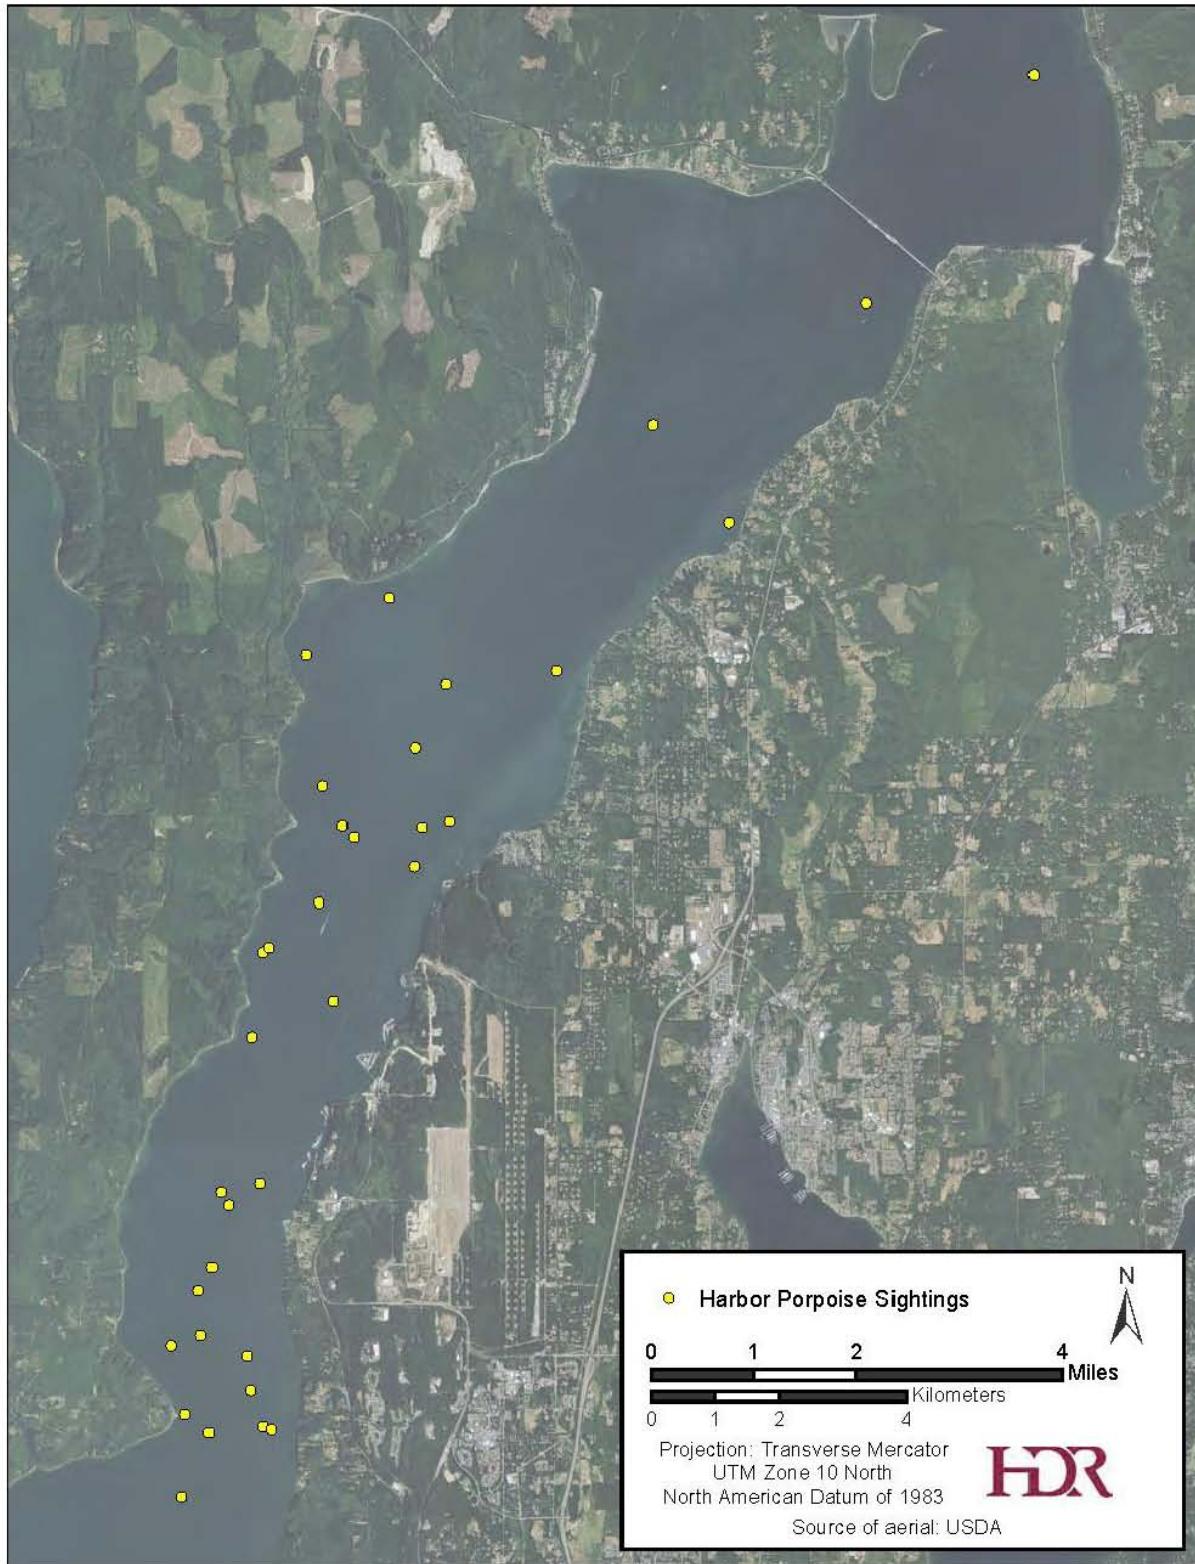 N
Harbor Porpoise Sightings
0 1 2 4
Miles
Kilometers
0 1 2 4
Projection: Transverse Mercator
UTM Zone 10 North
North American Datum of 1983
HDR
Source of aerial: USDA